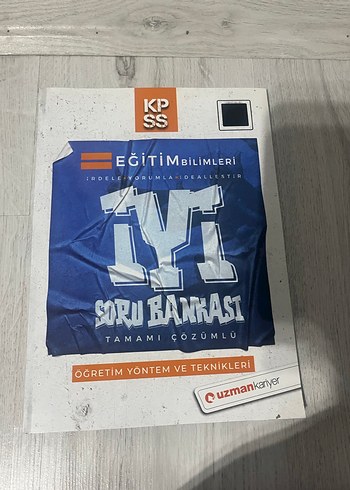 KP
SS
EĞİTİM BİLİMLERİ
İRDELE•YORUMLA•İDEALLEŞTİR
İYİ
SORU BANKASI
TAMAMI ÇÖZÜMLÜ
ÖĞRETİM YÖNTEM VE TEKNİKLERİ
uzmankariyer